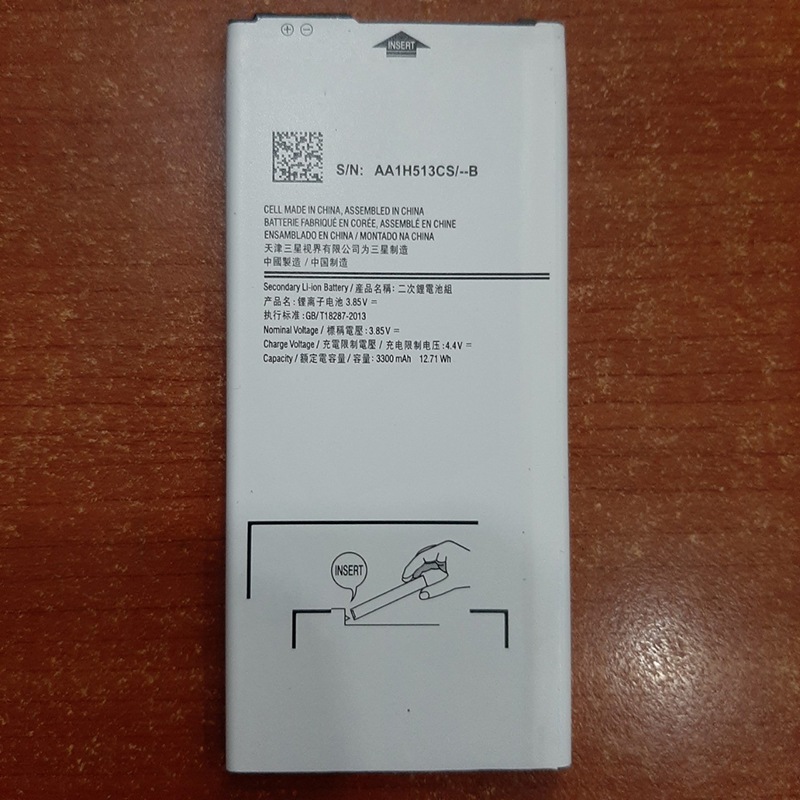 ⊕ ⊖
INSERT
S/N: AA1H513CS/--B
CELL MADE IN CHINA, ASSEMBLED IN CHINA
BATTERIE FABRIQUÉ EN CORÉE, ASSEMBLÉ EN CHINE
ENSAMBLADO EN CHINA / MONTADO NA CHINA
天津三星视界有限公司为三星制造
中國製造 / 中国制造
Secondary Li-ion Battery / 產品名稱: 二次鋰電池組
产品名: 锂离子电池 3.85V =
执行标准: GB/T18287-2013
Nominal Voltage / 標稱電壓: 3.85V =
Charge Voltage / 充電限制電壓 / 充电限制电压: 4.4V =
Capacity / 額定電容量 / 容量: 3300 mAh 12.71 Wh
INSERT